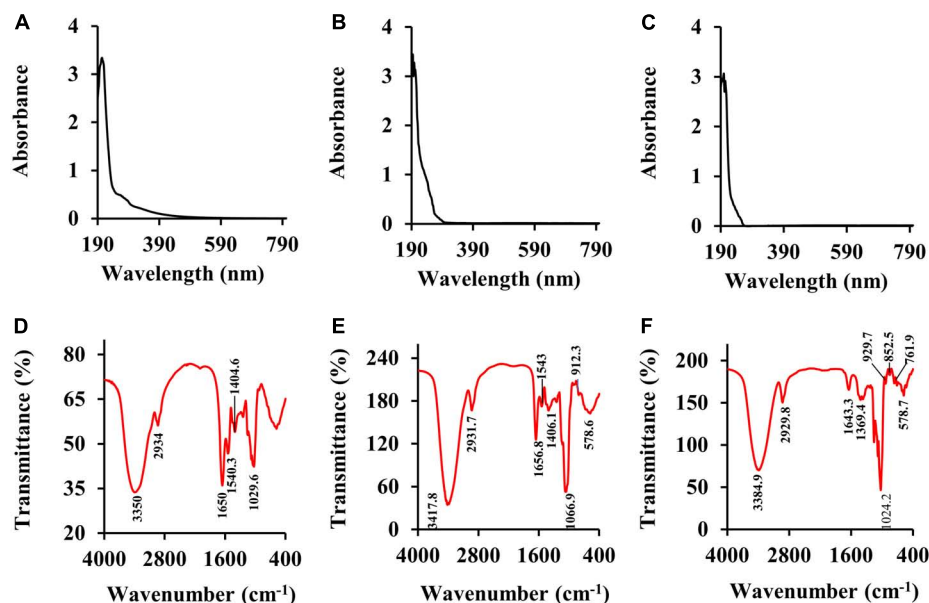 A
4
3
2
1
0
Absorbance
190 390 590 790
Wavelength (nm)
B
4
3
2
1
0
Absorbance
190 390 590 790
Wavelength (nm)
C
4
3
2
1
0
Absorbance
190 390 590 790
Wavelength (nm)
D
80
65
50
35
20
Transmittance (%)
3350
2934
1650
1540.3
1404.6
1029.6
4000 2800 1600 400
Wavenumber (cm⁻¹)
E
240
180
120
60
0
Transmittance (%)
3417.8
2931.7
1656.8
1543
1406.1
1066.9
912.3
578.6
4000 2800 1600 400
Wavenumber (cm⁻¹)
F
200
150
100
50
0
Transmittance (%)
3384.9
2929.8
1643.3
1369.4
1024.2
929.7
852.5
761.9
578.7
4000 2800 1600 400
Wavenumber (cm⁻¹)